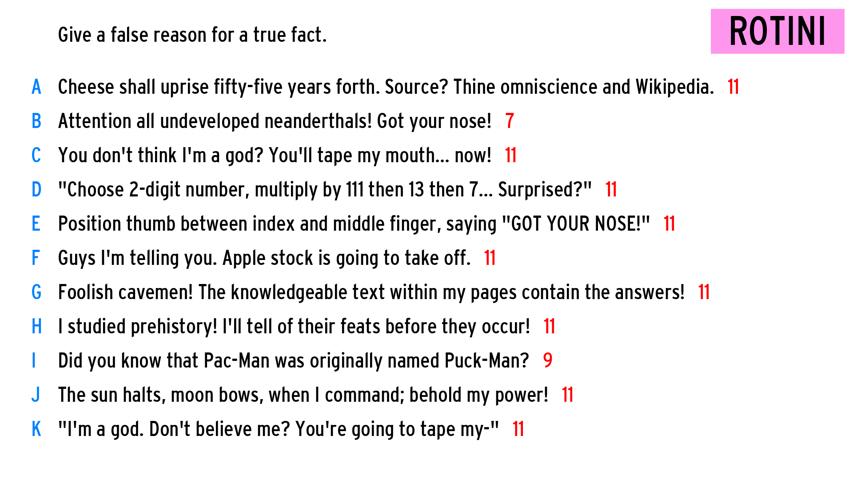 Give a false reason for a true fact.
ROTINI
A Cheese shall uprise fifty-five years forth. Source? Thine omniscience and Wikipedia. 11
B Attention all undeveloped neanderthals! Got your nose! 7
C You don't think I'm a god? You'll tape my mouth... now! 11
D "Choose 2-digit number, multiply by 111 then 13 then 7... Surprised?" 11
E Position thumb between index and middle finger, saying "GOT YOUR NOSE!" 11
F Guys I'm telling you. Apple stock is going to take off. 11
G Foolish cavemen! The knowledgeable text within my pages contain the answers! 11
H I studied prehistory! I'll tell of their feats before they occur! 11
I Did you know that Pac-Man was originally named Puck-Man? 9
J The sun halts, moon bows, when I command; behold my power! 11
K "I'm a god. Don't believe me? You're going to tape my-" 11